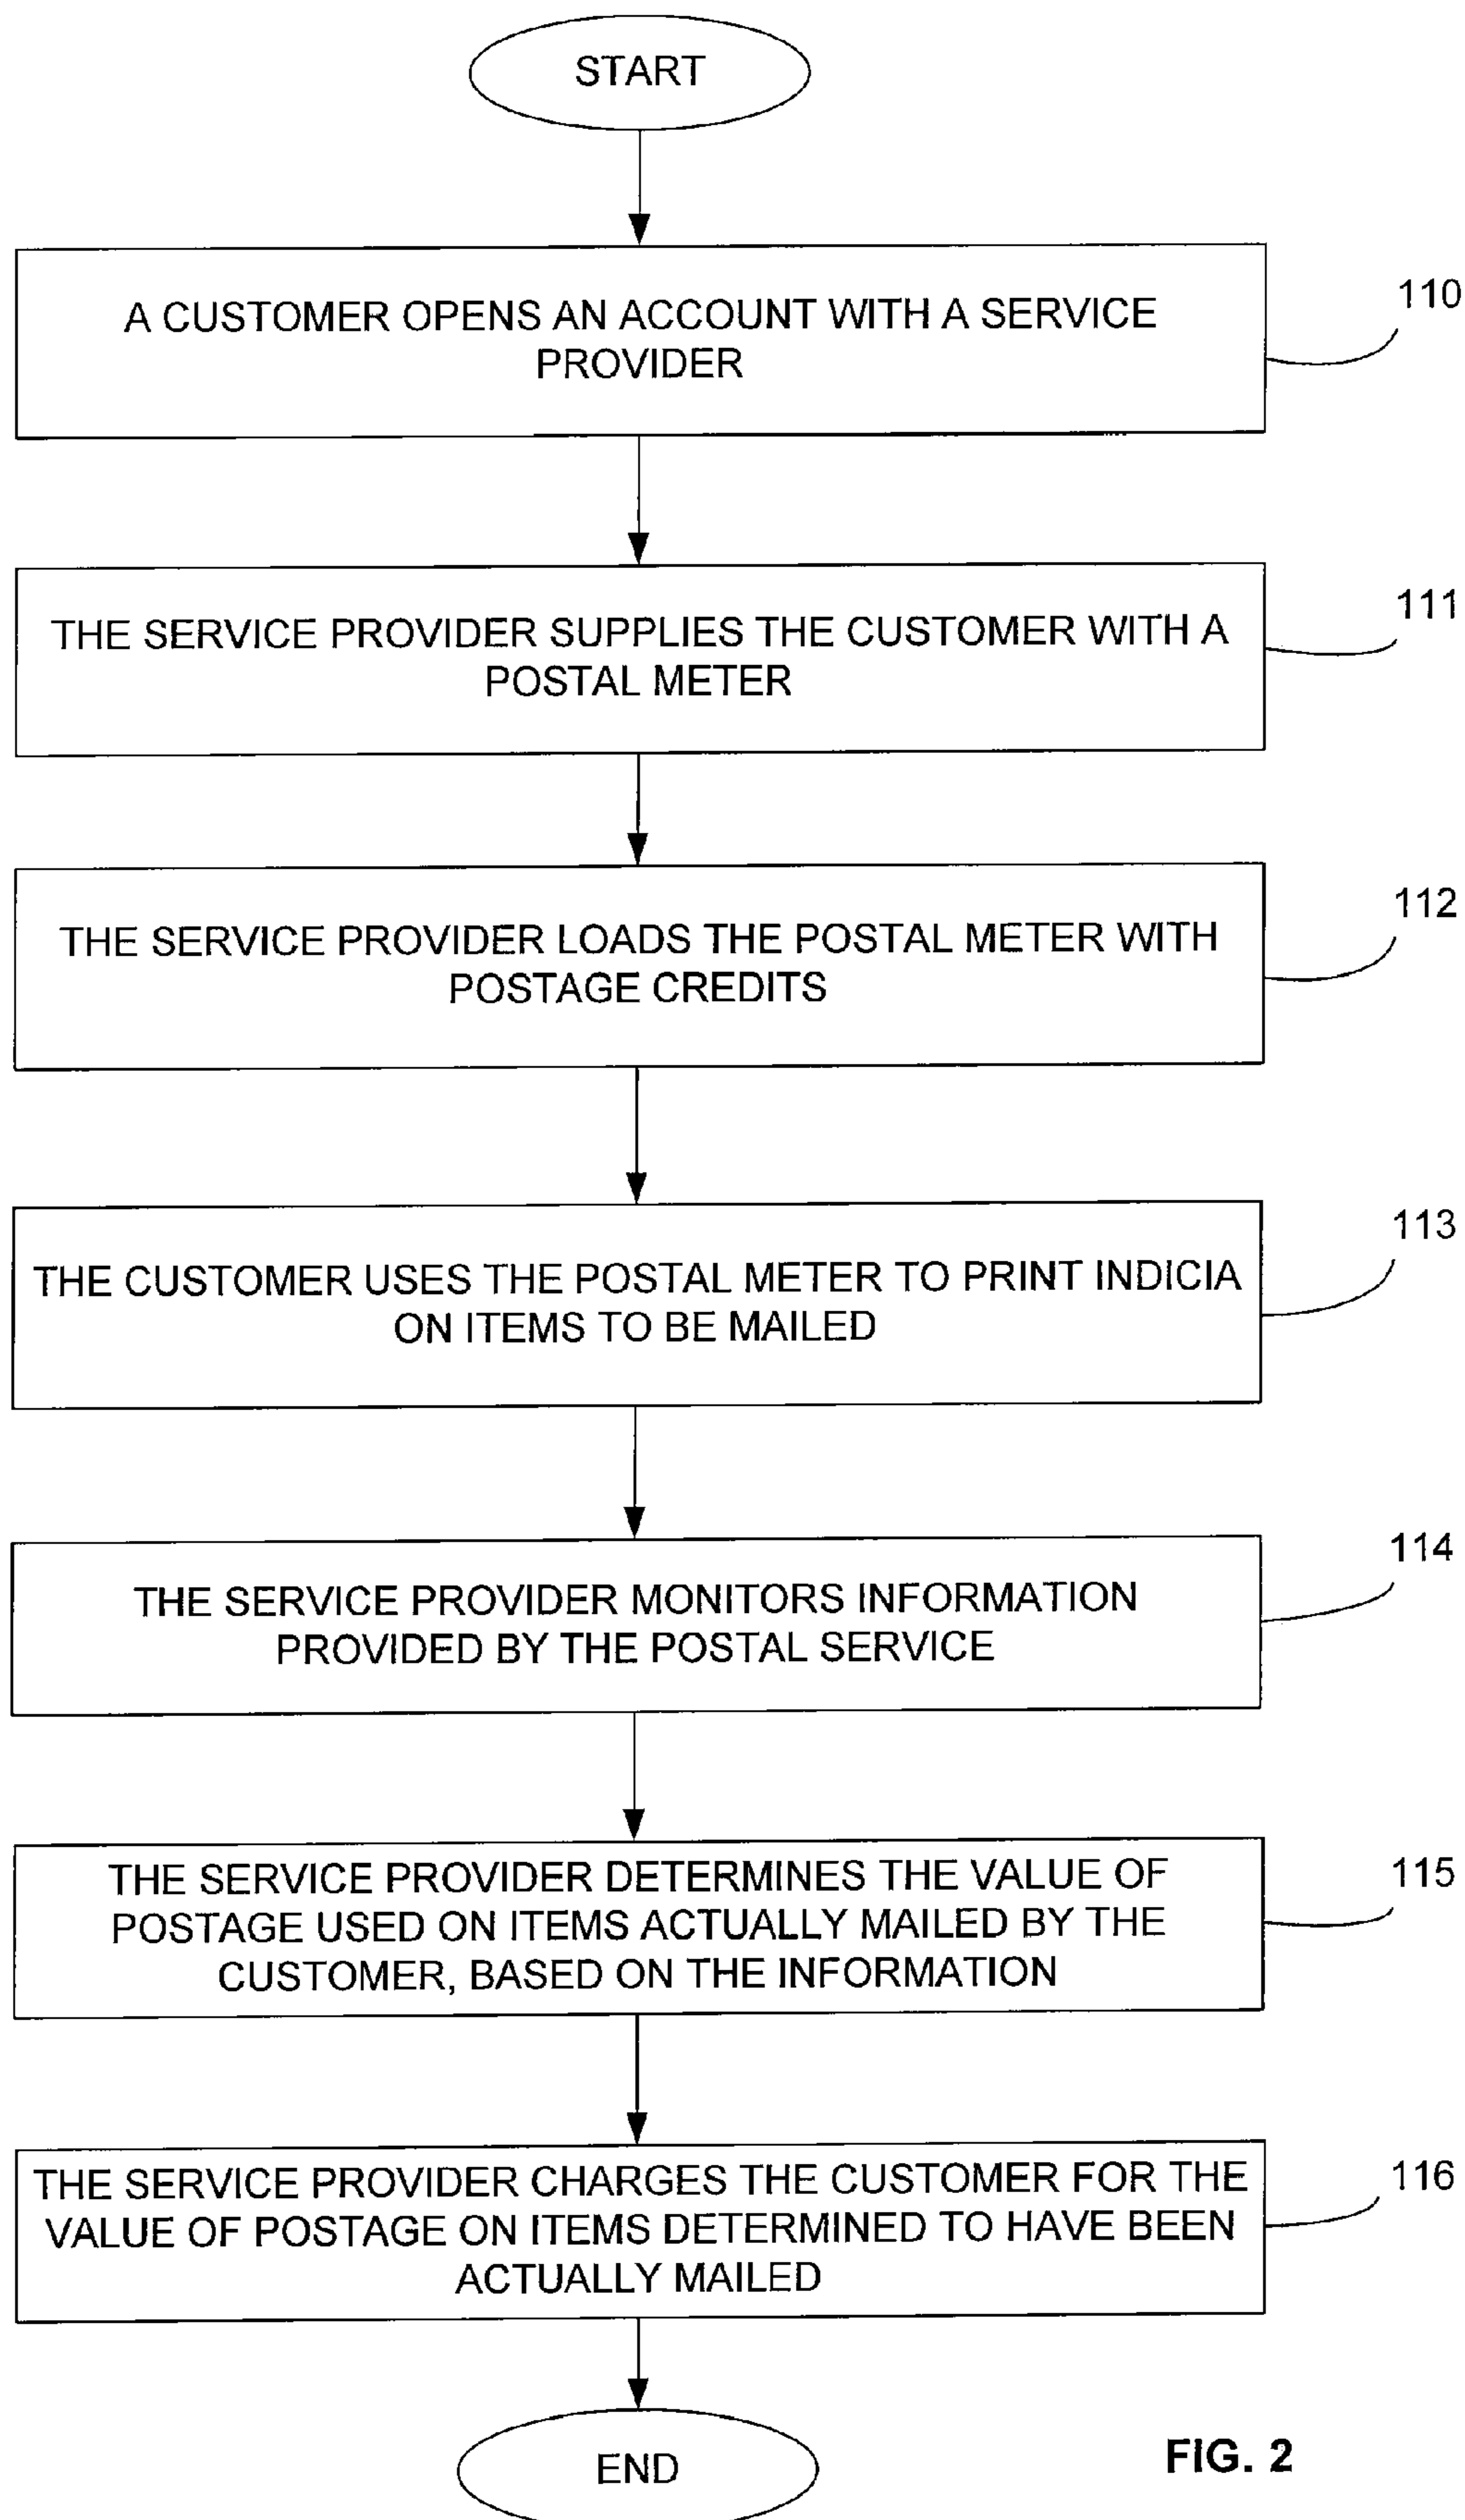 START
A CUSTOMER OPENS AN ACCOUNT WITH A SERVICE
PROVIDER
110
THE SERVICE PROVIDER SUPPLIES THE CUSTOMER WITH A
POSTAL METER
111
THE SERVICE PROVIDER LOADS THE POSTAL METER WITH
POSTAGE CREDITS
112
THE CUSTOMER USES THE POSTAL METER TO PRINT INDICIA
ON ITEMS TO BE MAILED
113
THE SERVICE PROVIDER MONITORS INFORMATION
PROVIDED BY THE POSTAL SERVICE
114
THE SERVICE PROVIDER DETERMINES THE VALUE OF
POSTAGE USED ON ITEMS ACTUALLY MAILED BY THE
CUSTOMER, BASED ON THE INFORMATION
115
THE SERVICE PROVIDER CHARGES THE CUSTOMER FOR THE
VALUE OF POSTAGE ON ITEMS DETERMINED TO HAVE BEEN
ACTUALLY MAILED
116
END
FIG. 2